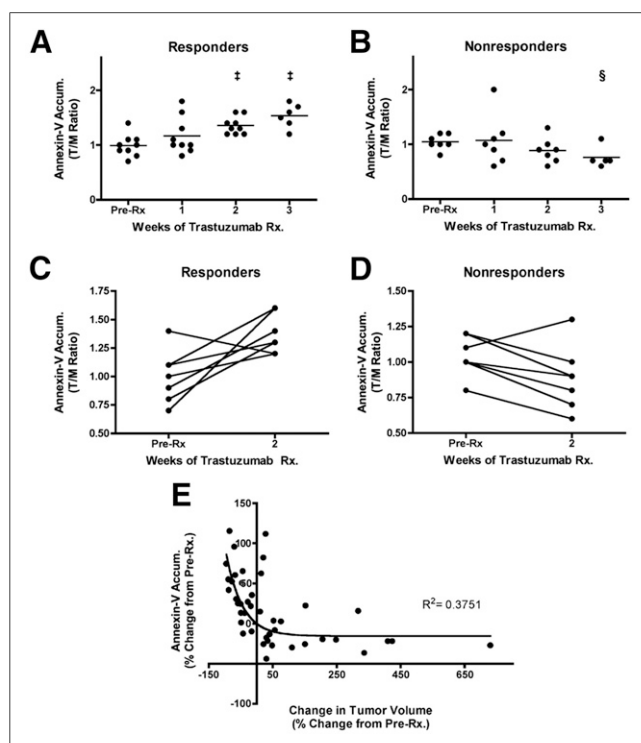 A
Responders
Annexin-V Accum.
(T/M Ratio)
2
1
0
‡
‡
Pre-Rx
1
2
3
Weeks of Trastuzumab Rx.
B
Nonresponders
Annexin-V Accum.
(T/M Ratio)
2
1
0
§
Pre-Rx
1
2
3
Weeks of Trastuzumab Rx.
C
Responders
Annexin-V Accum.
(T/M Ratio)
1.75
1.50
1.25
1.00
0.75
0.50
Pre-Rx
2
Weeks of Trastuzumab Rx.
D
Nonresponders
Annexin-V Accum.
(T/M Ratio)
1.50
1.25
1.00
0.75
0.50
Pre-Rx
2
Weeks of Trastuzumab Rx.
E
Annexin-V Accum.
(% Change from Pre-Rx.)
150
100
50
0
-50
-100
R²= 0.3751
-150
50
150
250
350
450
550
650
Change in Tumor Volume
(% Change from Pre-Rx.)